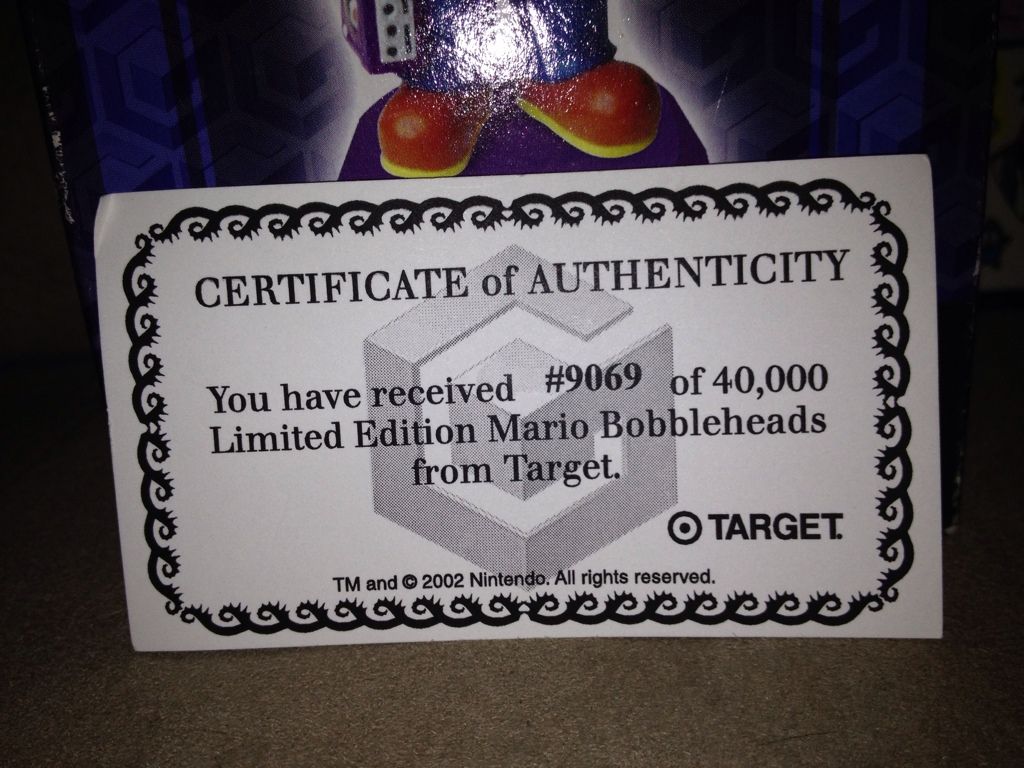 CERTIFICATE of AUTHENTICITY
You have received #9069 of 40,000
Limited Edition Mario Bobbleheads
from Target.
TARGET.
TM and © 2002 Nintendo. All rights reserved.